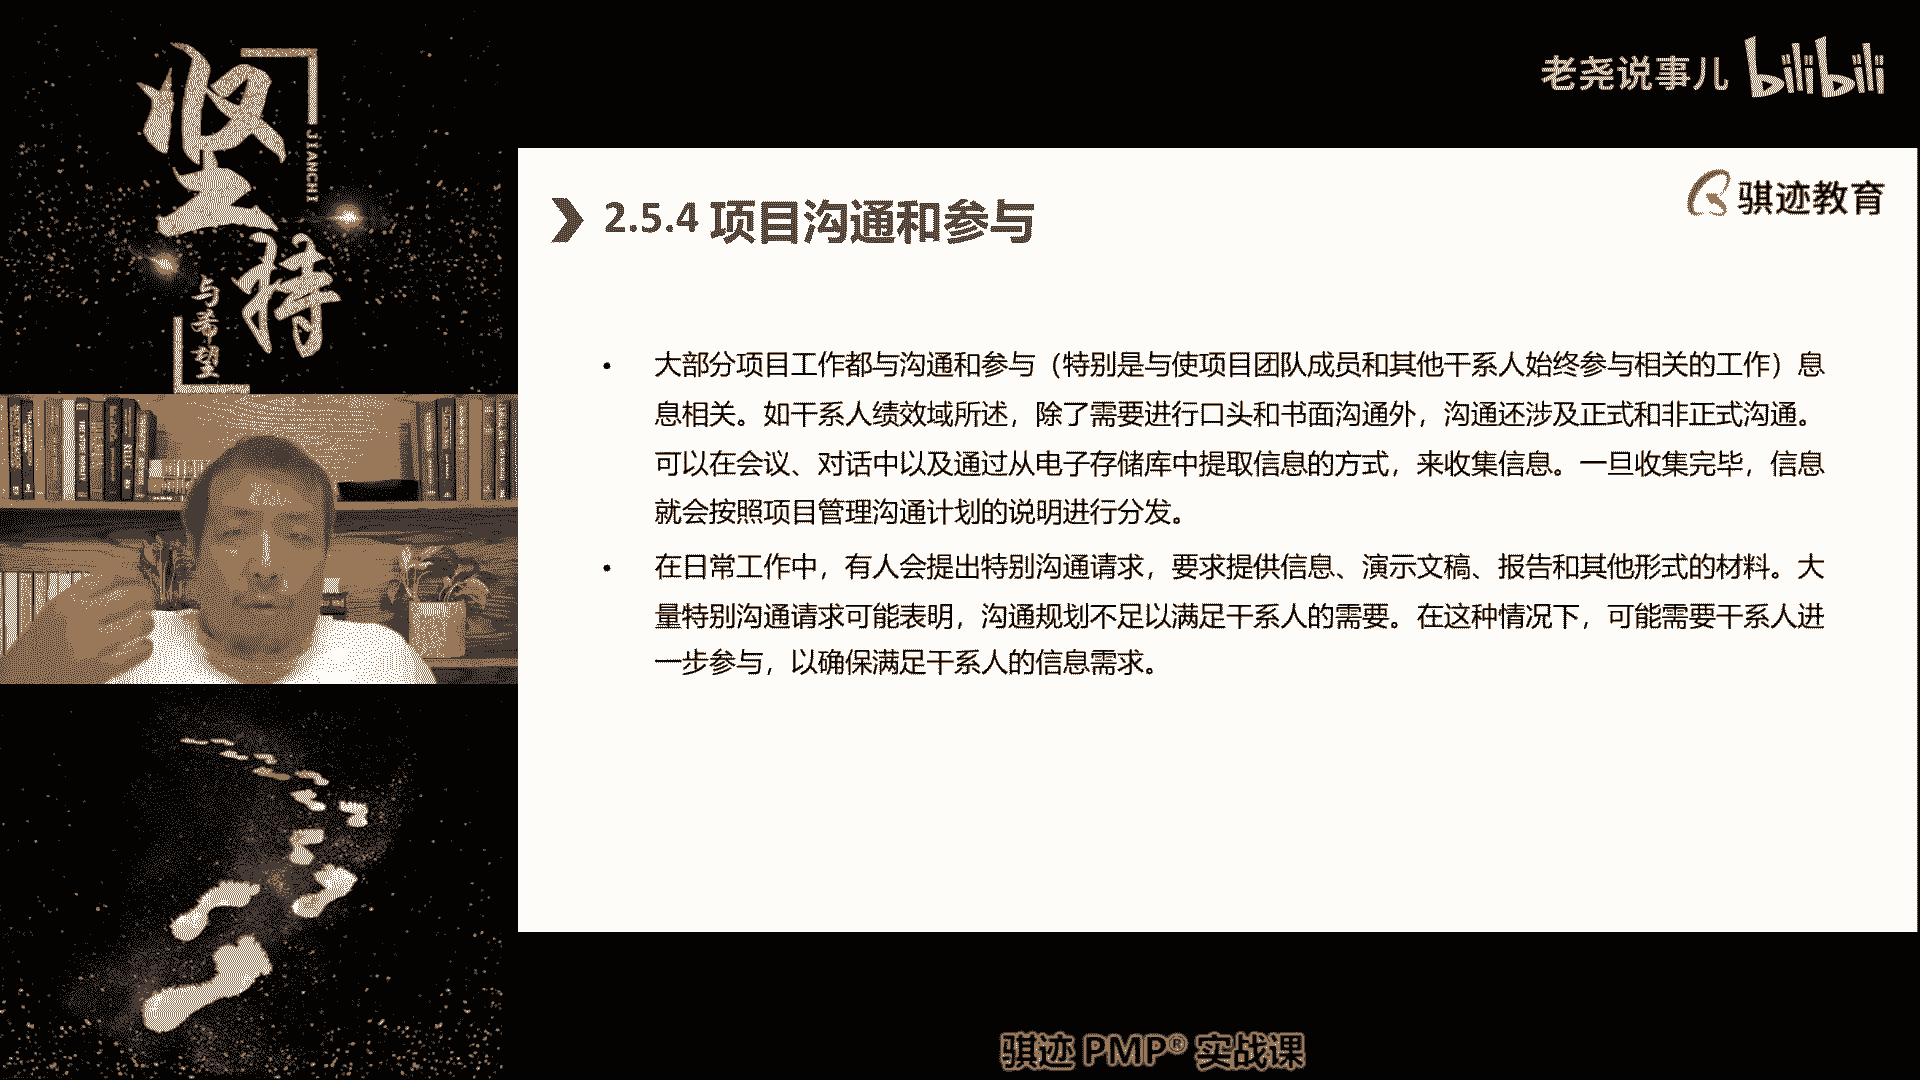 坚持
JIANCHI
与希望
老尧说事儿 bilibili
骐迹教育
2.5.4 项目沟通和参与
• 大部分项目工作都与沟通和参与（特别是与使项目团队成员和其他干系人始终参与相关的工作）息
息相关。如干系人绩效域所述，除了需要进行口头和书面沟通外，沟通还涉及正式和非正式沟通。
可以在会议、对话中以及通过从电子存储库中提取信息的方式，来收集信息。一旦收集完毕，信息
就会按照项目管理沟通计划的说明进行分发。
• 在日常工作中，有人会提出特别沟通请求，要求提供信息、演示文稿、报告和其他形式的材料。大
量特别沟通请求可能表明，沟通规划不足以满足干系人的需要。在这种情况下，可能需要干系人进
一步参与，以确保满足干系人的信息需求。
骐迹 PMP® 实战课